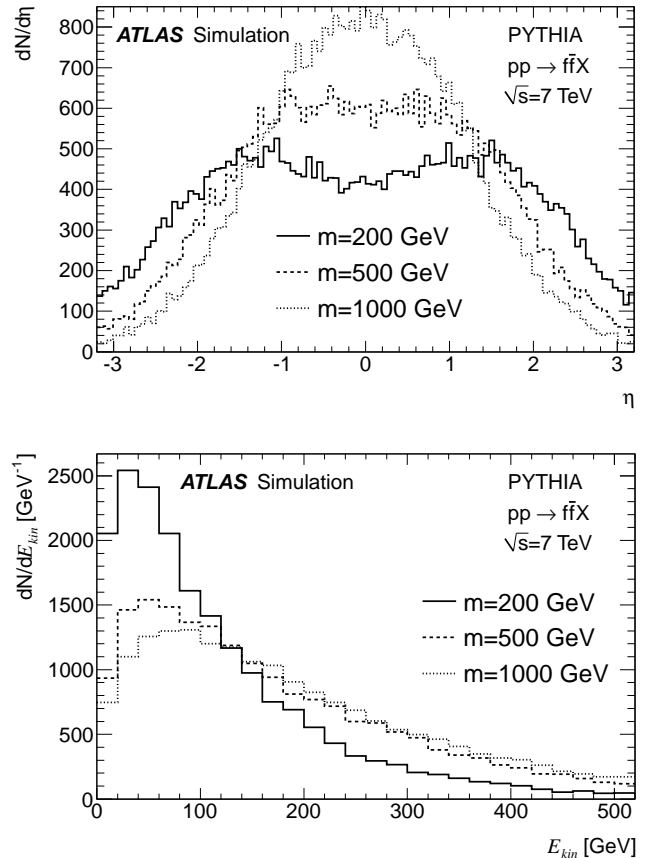 dN/dη
800
700
600
500
400
300
200
100
0
ATLAS Simulation
PYTHIA
pp → ff̄X
√s=7 TeV
m=200 GeV
m=500 GeV
m=1000 GeV
-3 -2 -1 0 1 2 3
η
dN/dE_kin [GeV⁻¹]
2500
2000
1500
1000
500
0
ATLAS Simulation
PYTHIA
pp → ff̄X
√s=7 TeV
m=200 GeV
m=500 GeV
m=1000 GeV
0 100 200 300 400 500
E_kin [GeV]